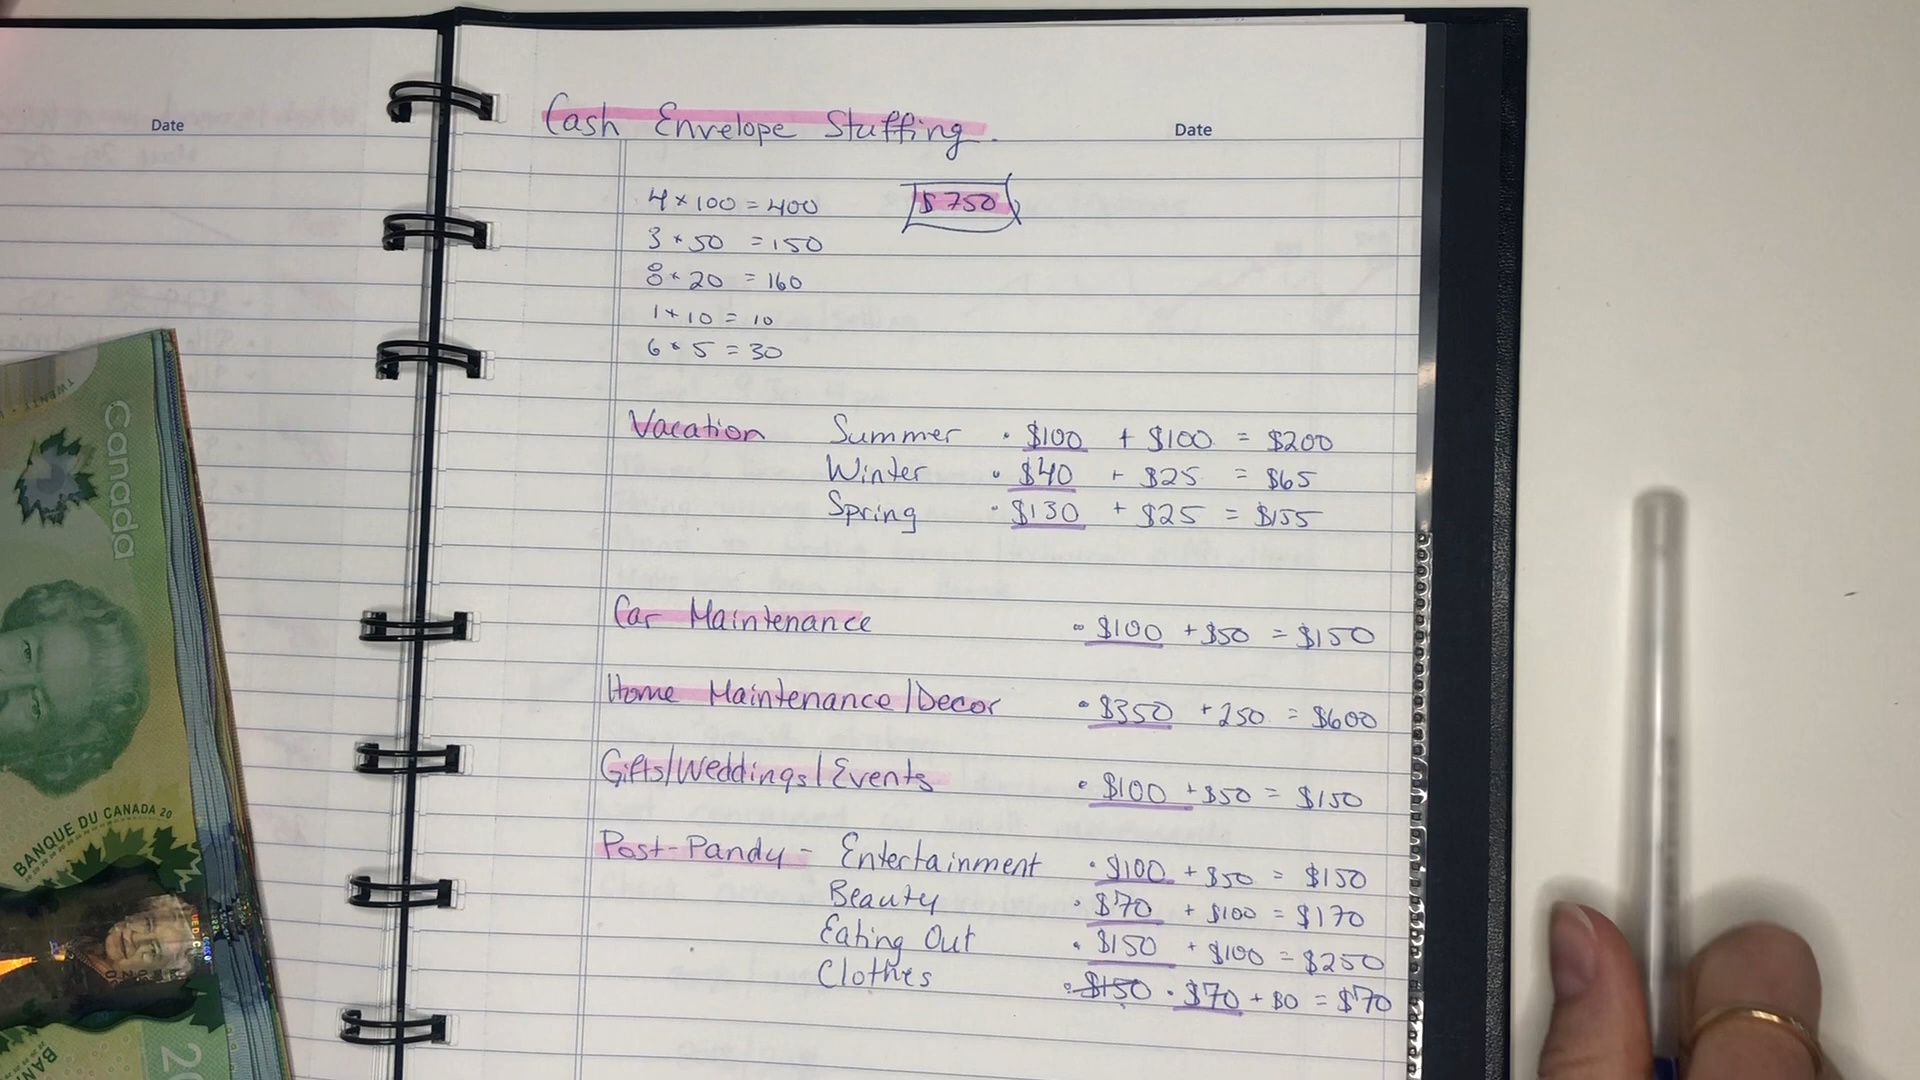 Date
Cash Envelope Stuffing.
Date
4 × 100 = 400
$750
3 × 50 = 150
8 × 20 = 160
1 × 10 = 10
6 × 5 = 30
Vacation Summer • $100 + $100 = $200
Winter • $40 + $25 = $65
Spring • $130 + $25 = $155
Car Maintenance • $100 + $50 = $150
Home Maintenance/Decor • $350 + 250 = $600
Gifts/Weddings/Events • $100 + $50 = $150
Post-Pandy - Entertainment • $100 + $50 = $150
Beauty • $70 + $100 = $170
Eating Out • $150 + $100 = $250
Clothes • $150 • $70 + $0 = $70
TWENTY
Canada
BANQUE DU CANADA 20
20
BAN